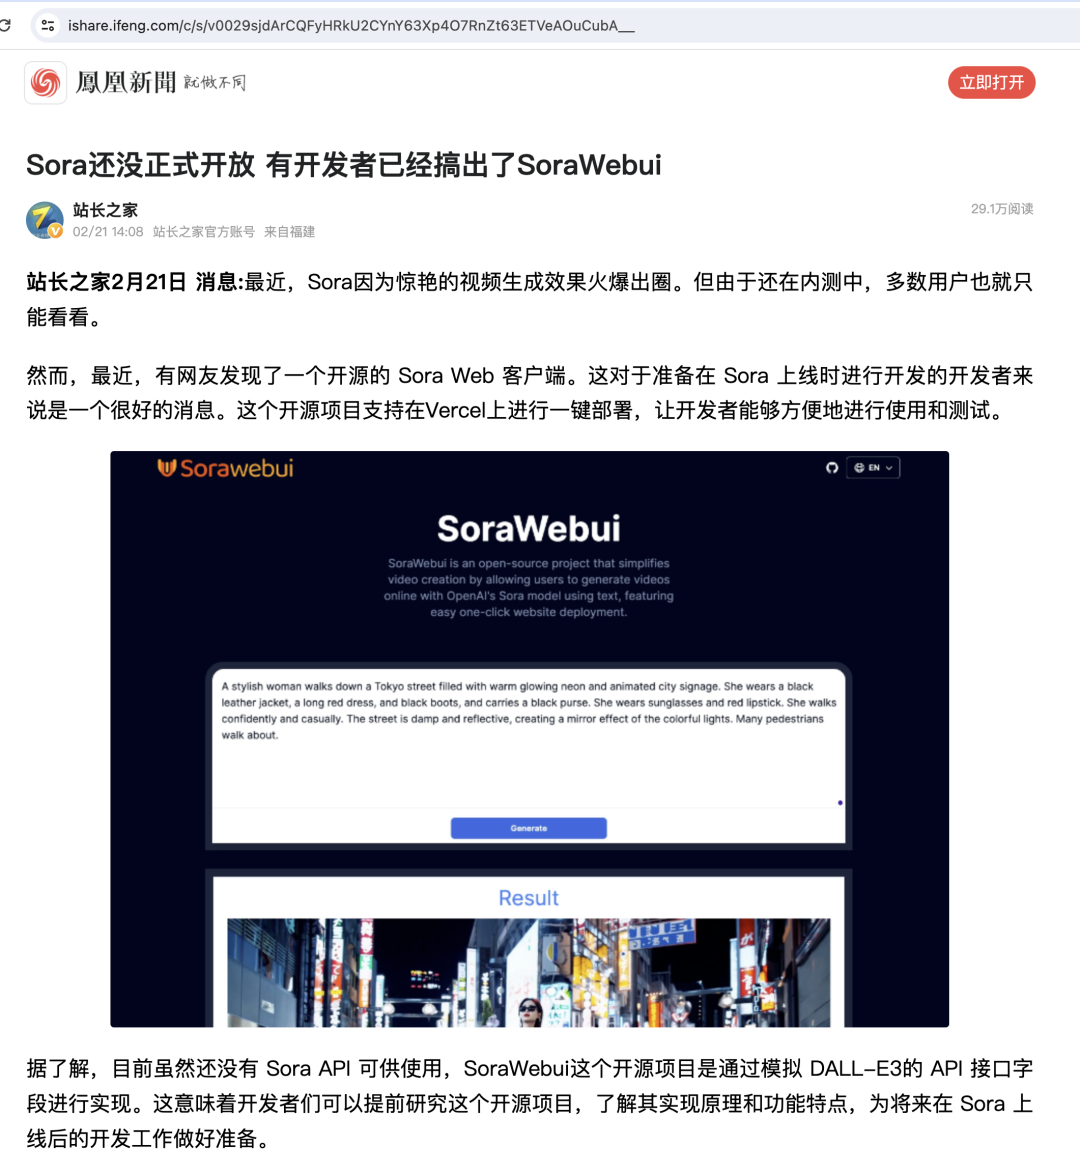 ishare.ifeng.com/c/s/v0029sjdArCQFyHRkU2CYnY63Xp4O7RnZt63ETVeAOuCubA__
鳳凰新聞 就做不同
立即打开
Sora还没正式开放 有开发者已经搞出了SoraWebui
站长之家
29.1万阅读
02/21 14:08 站长之家官方账号 来自福建
站长之家2月21日 消息:最近，Sora因为惊艳的视频生成效果火爆出圈。但由于还在内测中，多数用户也就只
能看看。
然而，最近，有网友发现了一个开源的 Sora Web 客户端。这对于准备在 Sora 上线时进行开发的开发者来
说是一个很好的消息。这个开源项目支持在Vercel上进行一键部署，让开发者能够方便地进行使用和测试。
Sorawebui
EN
SoraWebui
SoraWebui is an open-source project that simplifies
video creation by allowing users to generate videos
online with OpenAI's Sora model using text, featuring
easy one-click website deployment.
A stylish woman walks down a Tokyo street filled with warm glowing neon and animated city signage. She wears a black
leather jacket, a long red dress, and black boots, and carries a black purse. She wears sunglasses and red lipstick. She walks
confidently and casually. The street is damp and reflective, creating a mirror effect of the colorful lights. Many pedestrians
walk about.
Generate
Result
据了解，目前虽然还没有 Sora API 可供使用，SoraWebui这个开源项目是通过模拟 DALL-E3的 API 接口字
段进行实现。这意味着开发者们可以提前研究这个开源项目，了解其实现原理和功能特点，为将来在 Sora 上
线后的开发工作做好准备。